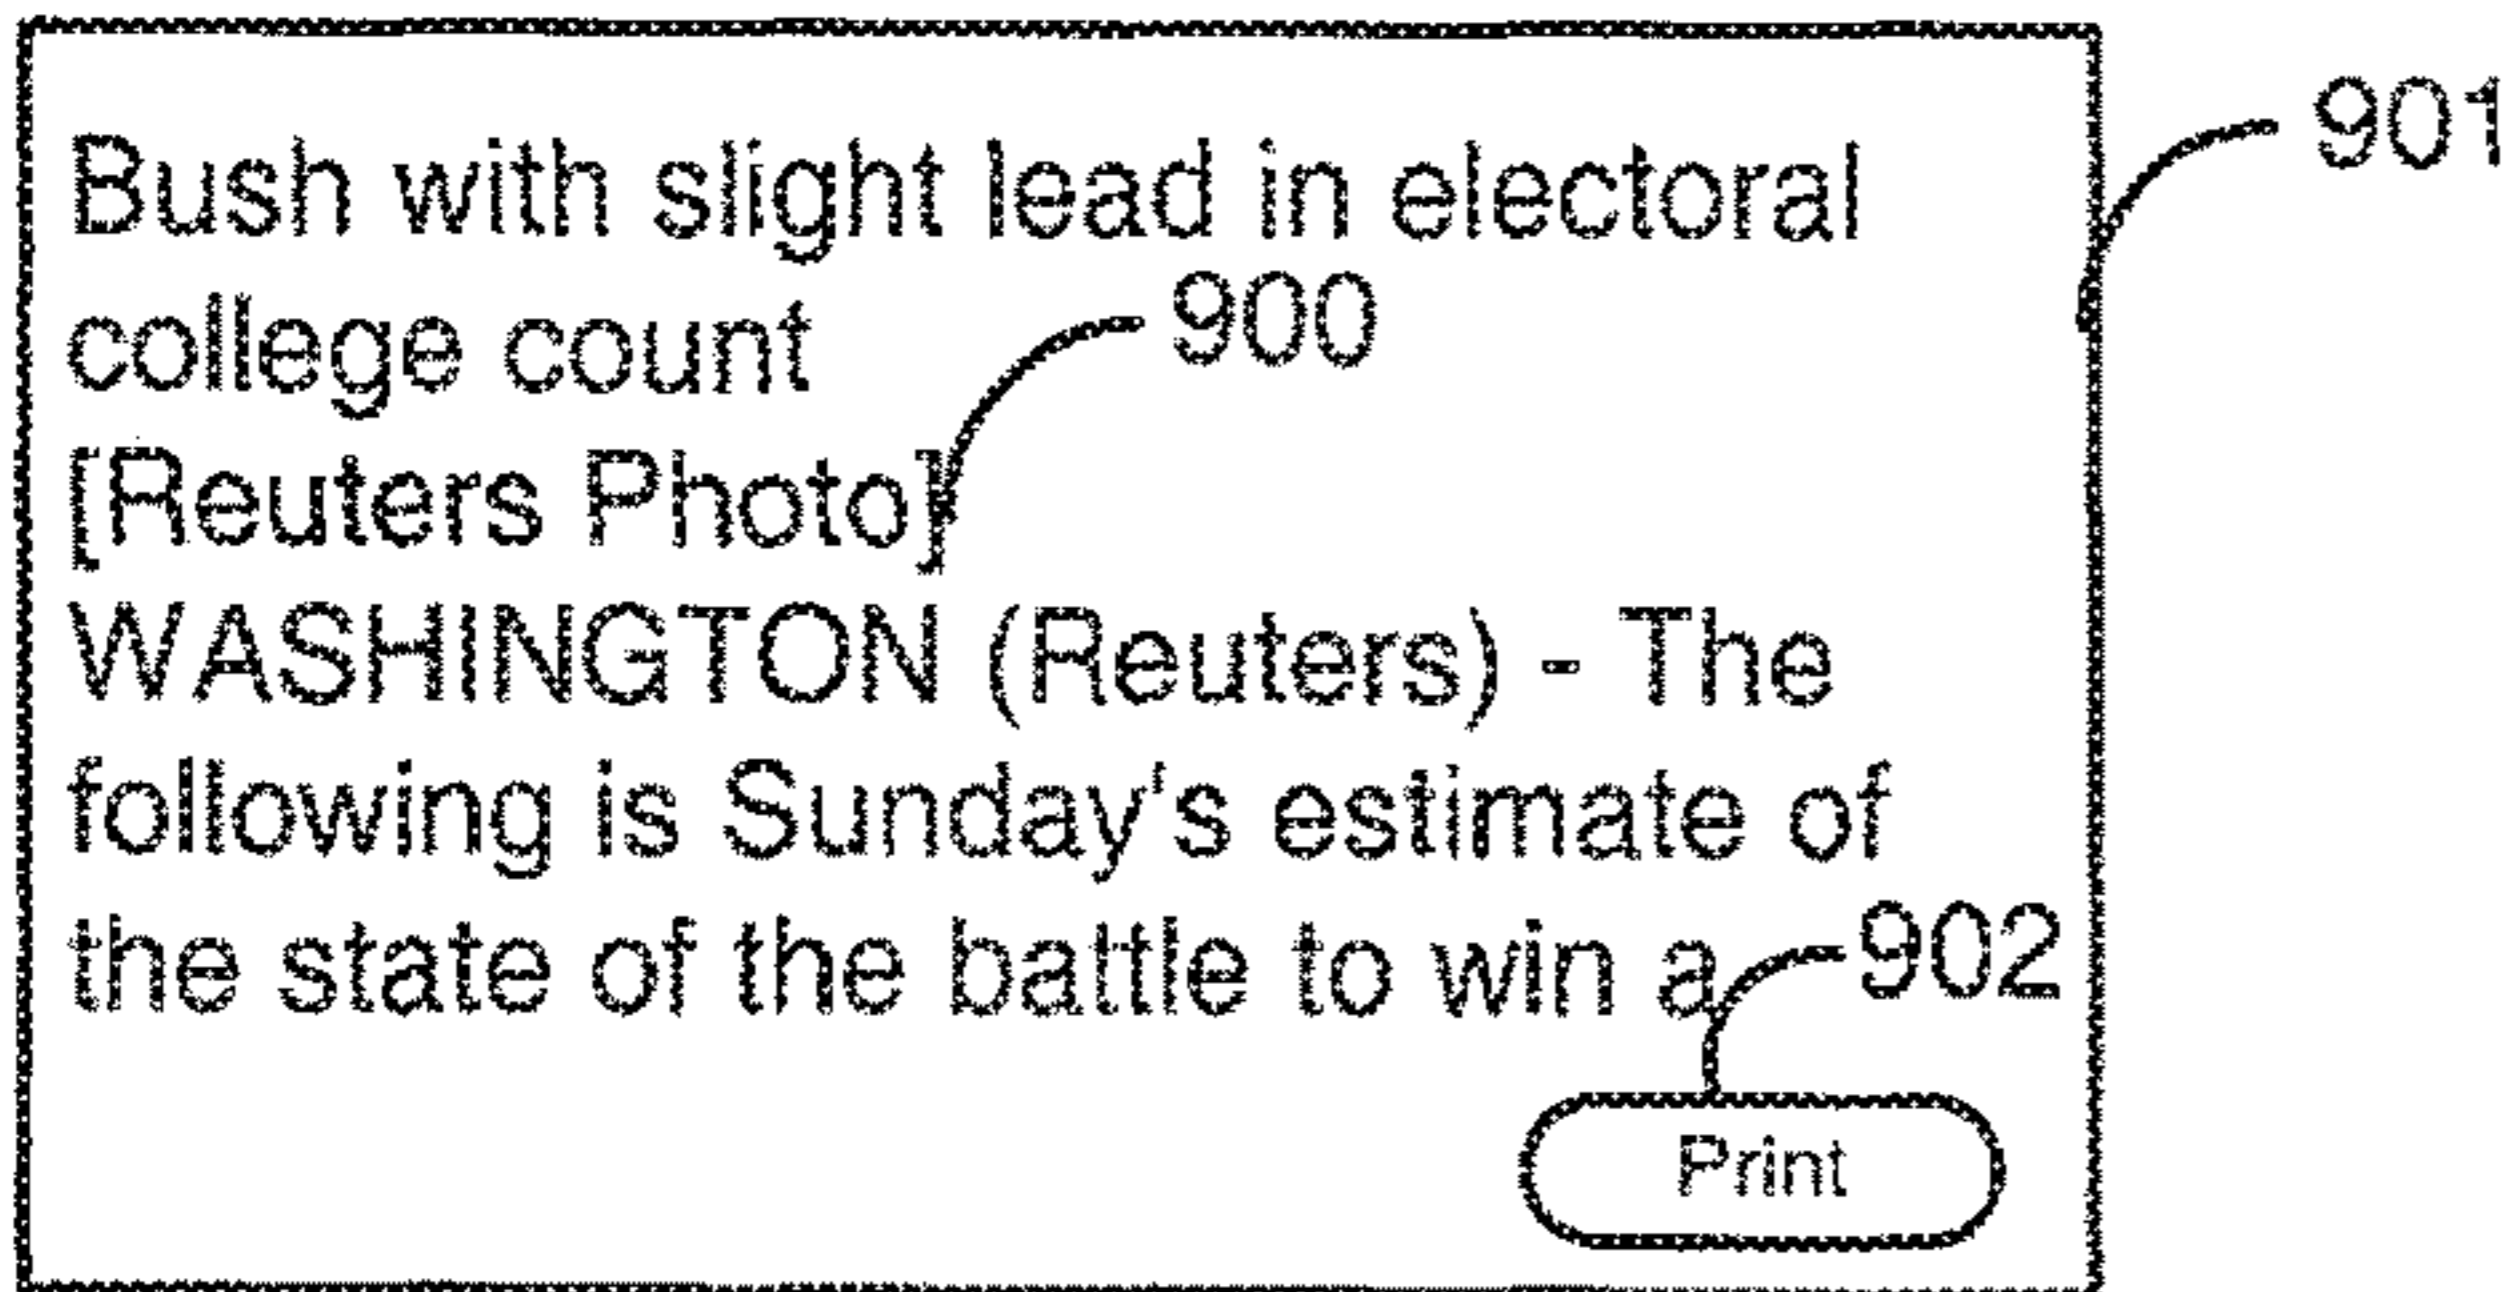 Bush with slight lead in electoral
901
college count
900
[Reuters Photo]
WASHINGTON (Reuters) - The
following is Sunday's estimate of
the state of the battle to win a
902
Print